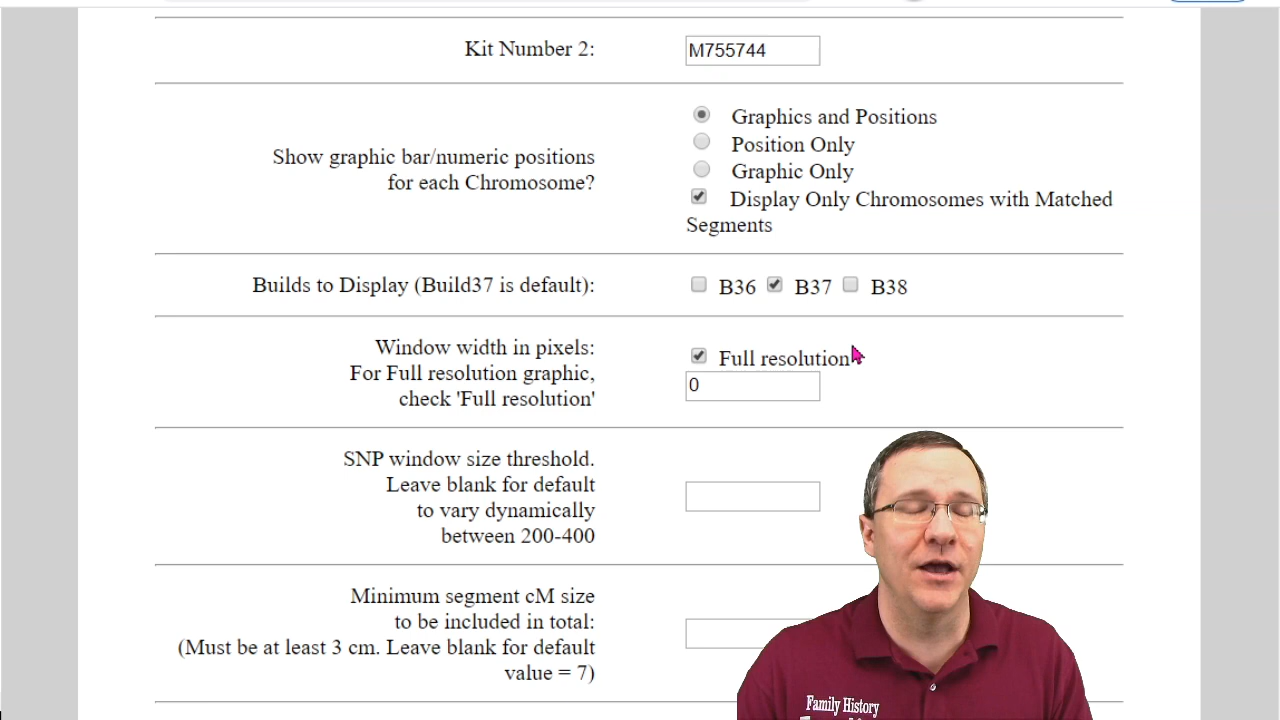 Kit Number 2:
M755744
Show graphic bar/numeric positions
for each Chromosome?
Graphics and Positions
Position Only
Graphic Only
Display Only Chromosomes with Matched
Segments
Builds to Display (Build37 is default):
B36 B37 B38
Window width in pixels:
For Full resolution graphic,
check 'Full resolution'
Full resolution
0
SNP window size threshold.
Leave blank for default
to vary dynamically
between 200-400
Minimum segment cM size
to be included in total:
(Must be at least 3 cm. Leave blank for default
value = 7)
Family History